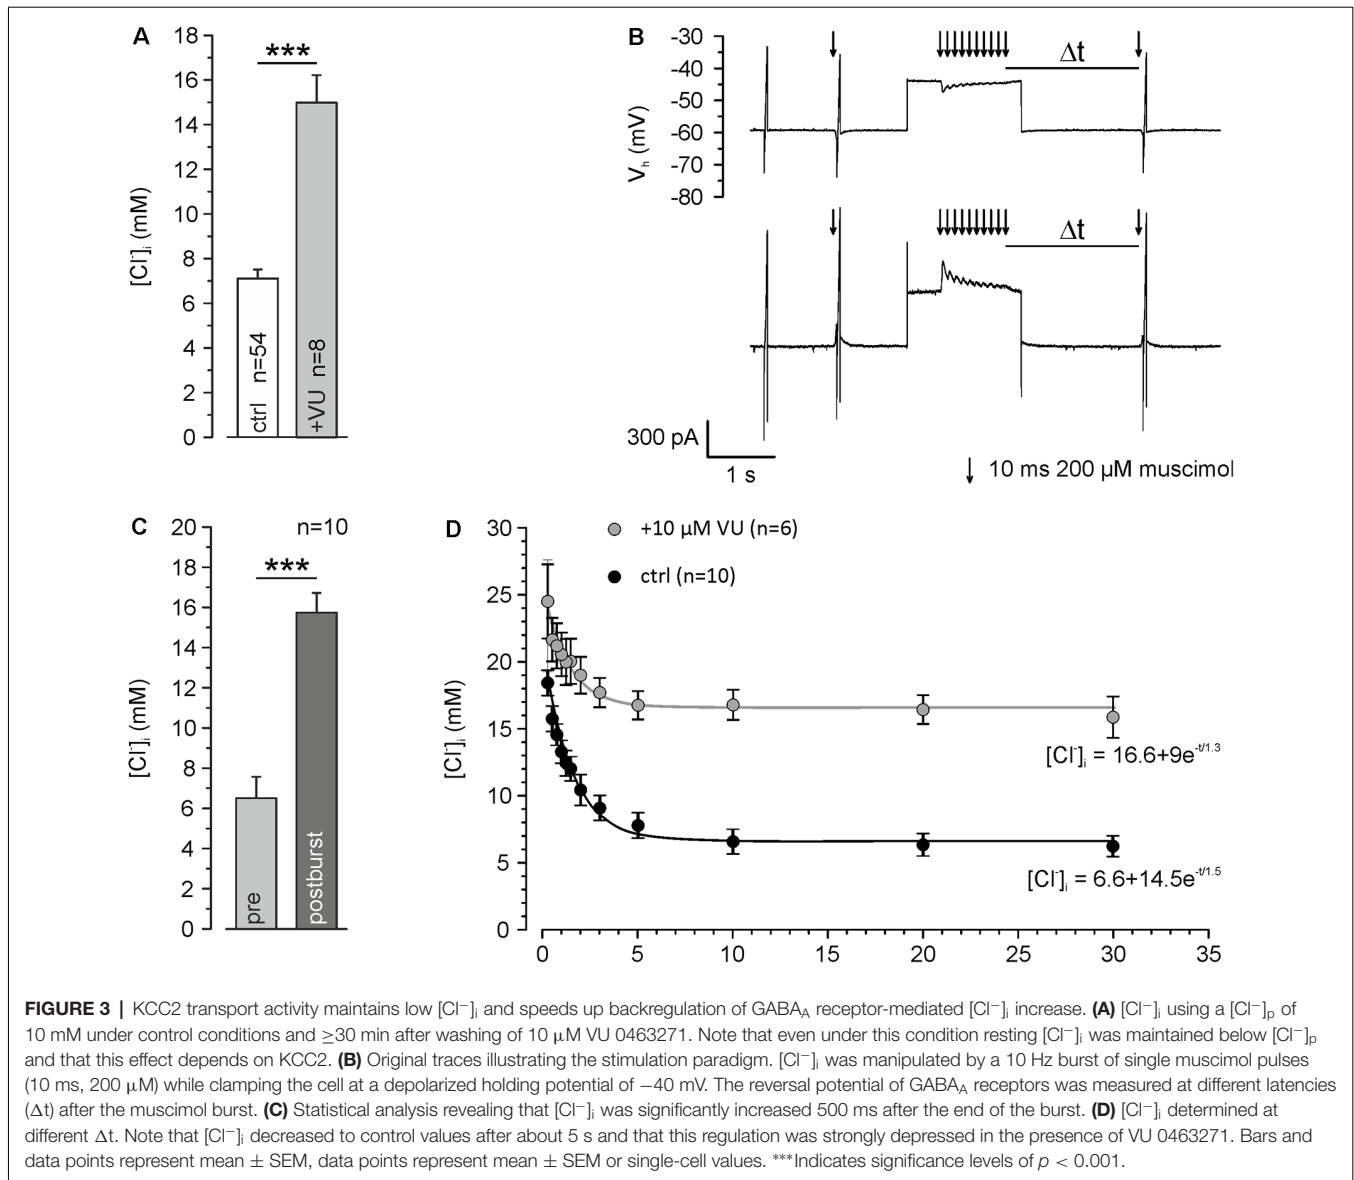 A
18
16
14
12
10
8
6
4
2
0
[Cl-]i (mM)
***
ctrl n=54
+VU n=8
B
-30
-40
-50
-60
-70
-80
Vh (mV)
Δt
Δt
300 pA
1 s
10 ms 200 µM muscimol
C
n=10
20
18
16
14
12
10
8
6
4
2
0
[Cl-]i (mM)
***
pre
postburst
D
30
25
20
15
10
5
0
[Cl-]i (mM)
+10 µM VU (n=6)
ctrl (n=10)
[Cl-]i = 16.6+9e-t/1.3
[Cl-]i = 6.6+14.5e-t/1.5
0 5 10 15 20 25 30 35
FIGURE 3 | KCC2 transport activity maintains low [Cl−]i and speeds up backregulation of GABAA receptor-mediated [Cl−]i increase. (A) [Cl−]i using a [Cl−]p of
10 mM under control conditions and ≥30 min after washing of 10 µM VU 0463271. Note that even under this condition resting [Cl−]i was maintained below [Cl−]p
and that this effect depends on KCC2. (B) Original traces illustrating the stimulation paradigm. [Cl−]i was manipulated by a 10 Hz burst of single muscimol pulses
(10 ms, 200 µM) while clamping the cell at a depolarized holding potential of −40 mV. The reversal potential of GABAA receptors was measured at different latencies
(Δt) after the muscimol burst. (C) Statistical analysis revealing that [Cl−]i was significantly increased 500 ms after the end of the burst. (D) [Cl−]i determined at
different Δt. Note that [Cl−]i decreased to control values after about 5 s and that this regulation was strongly depressed in the presence of VU 0463271. Bars and
data points represent mean ± SEM, data points represent mean ± SEM or single-cell values. ***Indicates significance levels of p < 0.001.